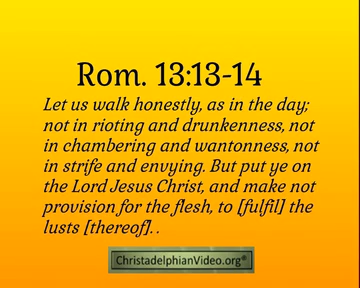 Rom. 13:13-14
Let us walk honestly, as in the day;
not in rioting and drunkenness, not
in chambering and wantonness, not
in strife and envying. But put ye on
the Lord Jesus Christ, and make not
provision for the flesh, to [fulfil] the
lusts [thereof]. .
ChristadelphianVideo.org®